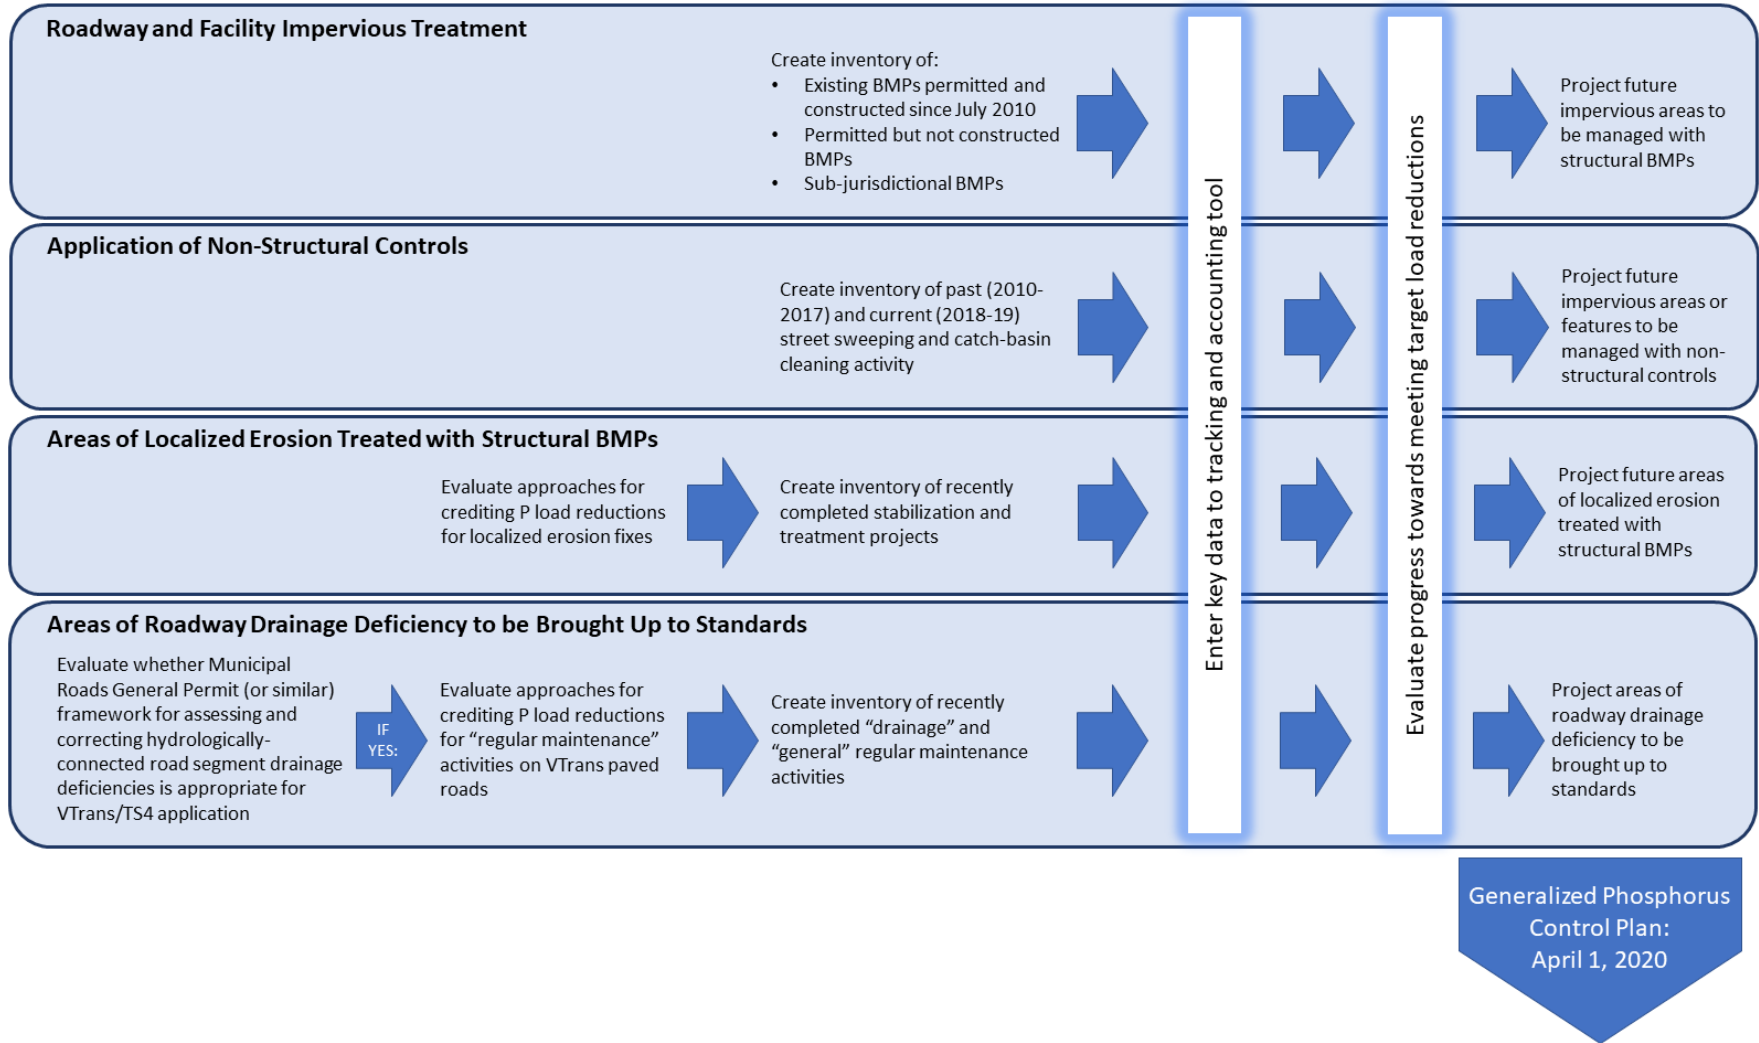 Roadway and Facility Impervious Treatment
Create inventory of:
• Existing BMPs permitted and
constructed since July 2010
• Permitted but not constructed
BMPs
• Sub-jurisdictional BMPs
Project future
impervious areas to
be managed with
structural BMPs
Application of Non-Structural Controls
Create inventory of past (2010-
2017) and current (2018-19)
street sweeping and catch-basin
cleaning activity
Project future
impervious areas or
features to be
managed with non-
structural controls
Areas of Localized Erosion Treated with Structural BMPs
Evaluate approaches for
crediting P load reductions
for localized erosion fixes
Create inventory of recently
completed stabilization and
treatment projects
Project future areas
of localized erosion
treated with
structural BMPs
Areas of Roadway Drainage Deficiency to be Brought Up to Standards
Evaluate whether Municipal
Roads General Permit (or similar)
framework for assessing and
correcting hydrologically-
connected road segment drainage
deficiencies is appropriate for
VTrans/TS4 application
IF
YES:
Evaluate approaches for
crediting P load reductions
for “regular maintenance”
activities on VTrans paved
roads
Create inventory of recently
completed “drainage” and
“general” regular maintenance
activities
Project areas of
roadway drainage
deficiency to be
brought up to
standards
Enter key data to tracking and accounting tool
Evaluate progress towards meeting target load reductions
Generalized Phosphorus
Control Plan:
April 1, 2020